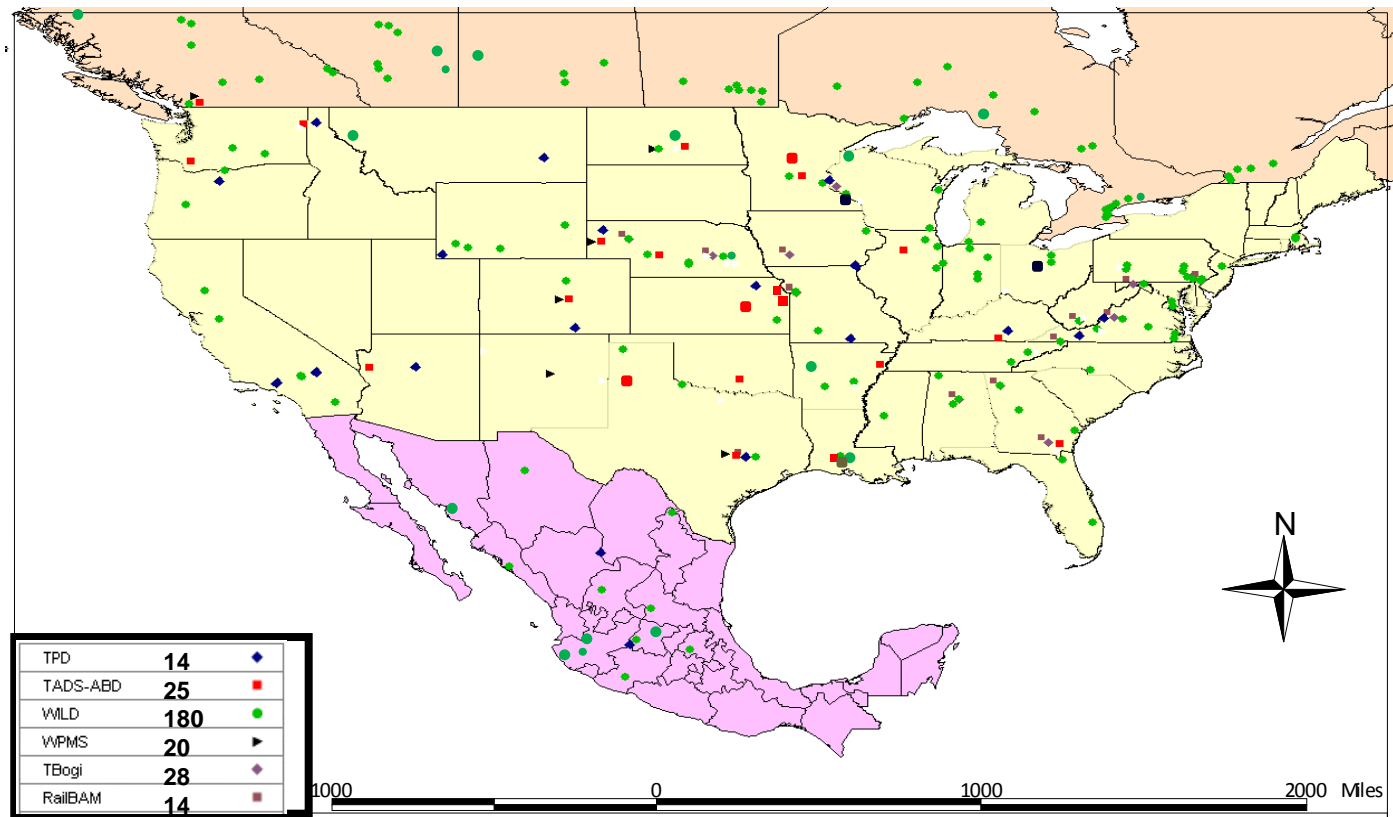 N
TPD 14
TADS-ABD 25
WILD 180
WPMS 20
TBogi 28
RailBAM 14
1000 0 1000 2000 Miles